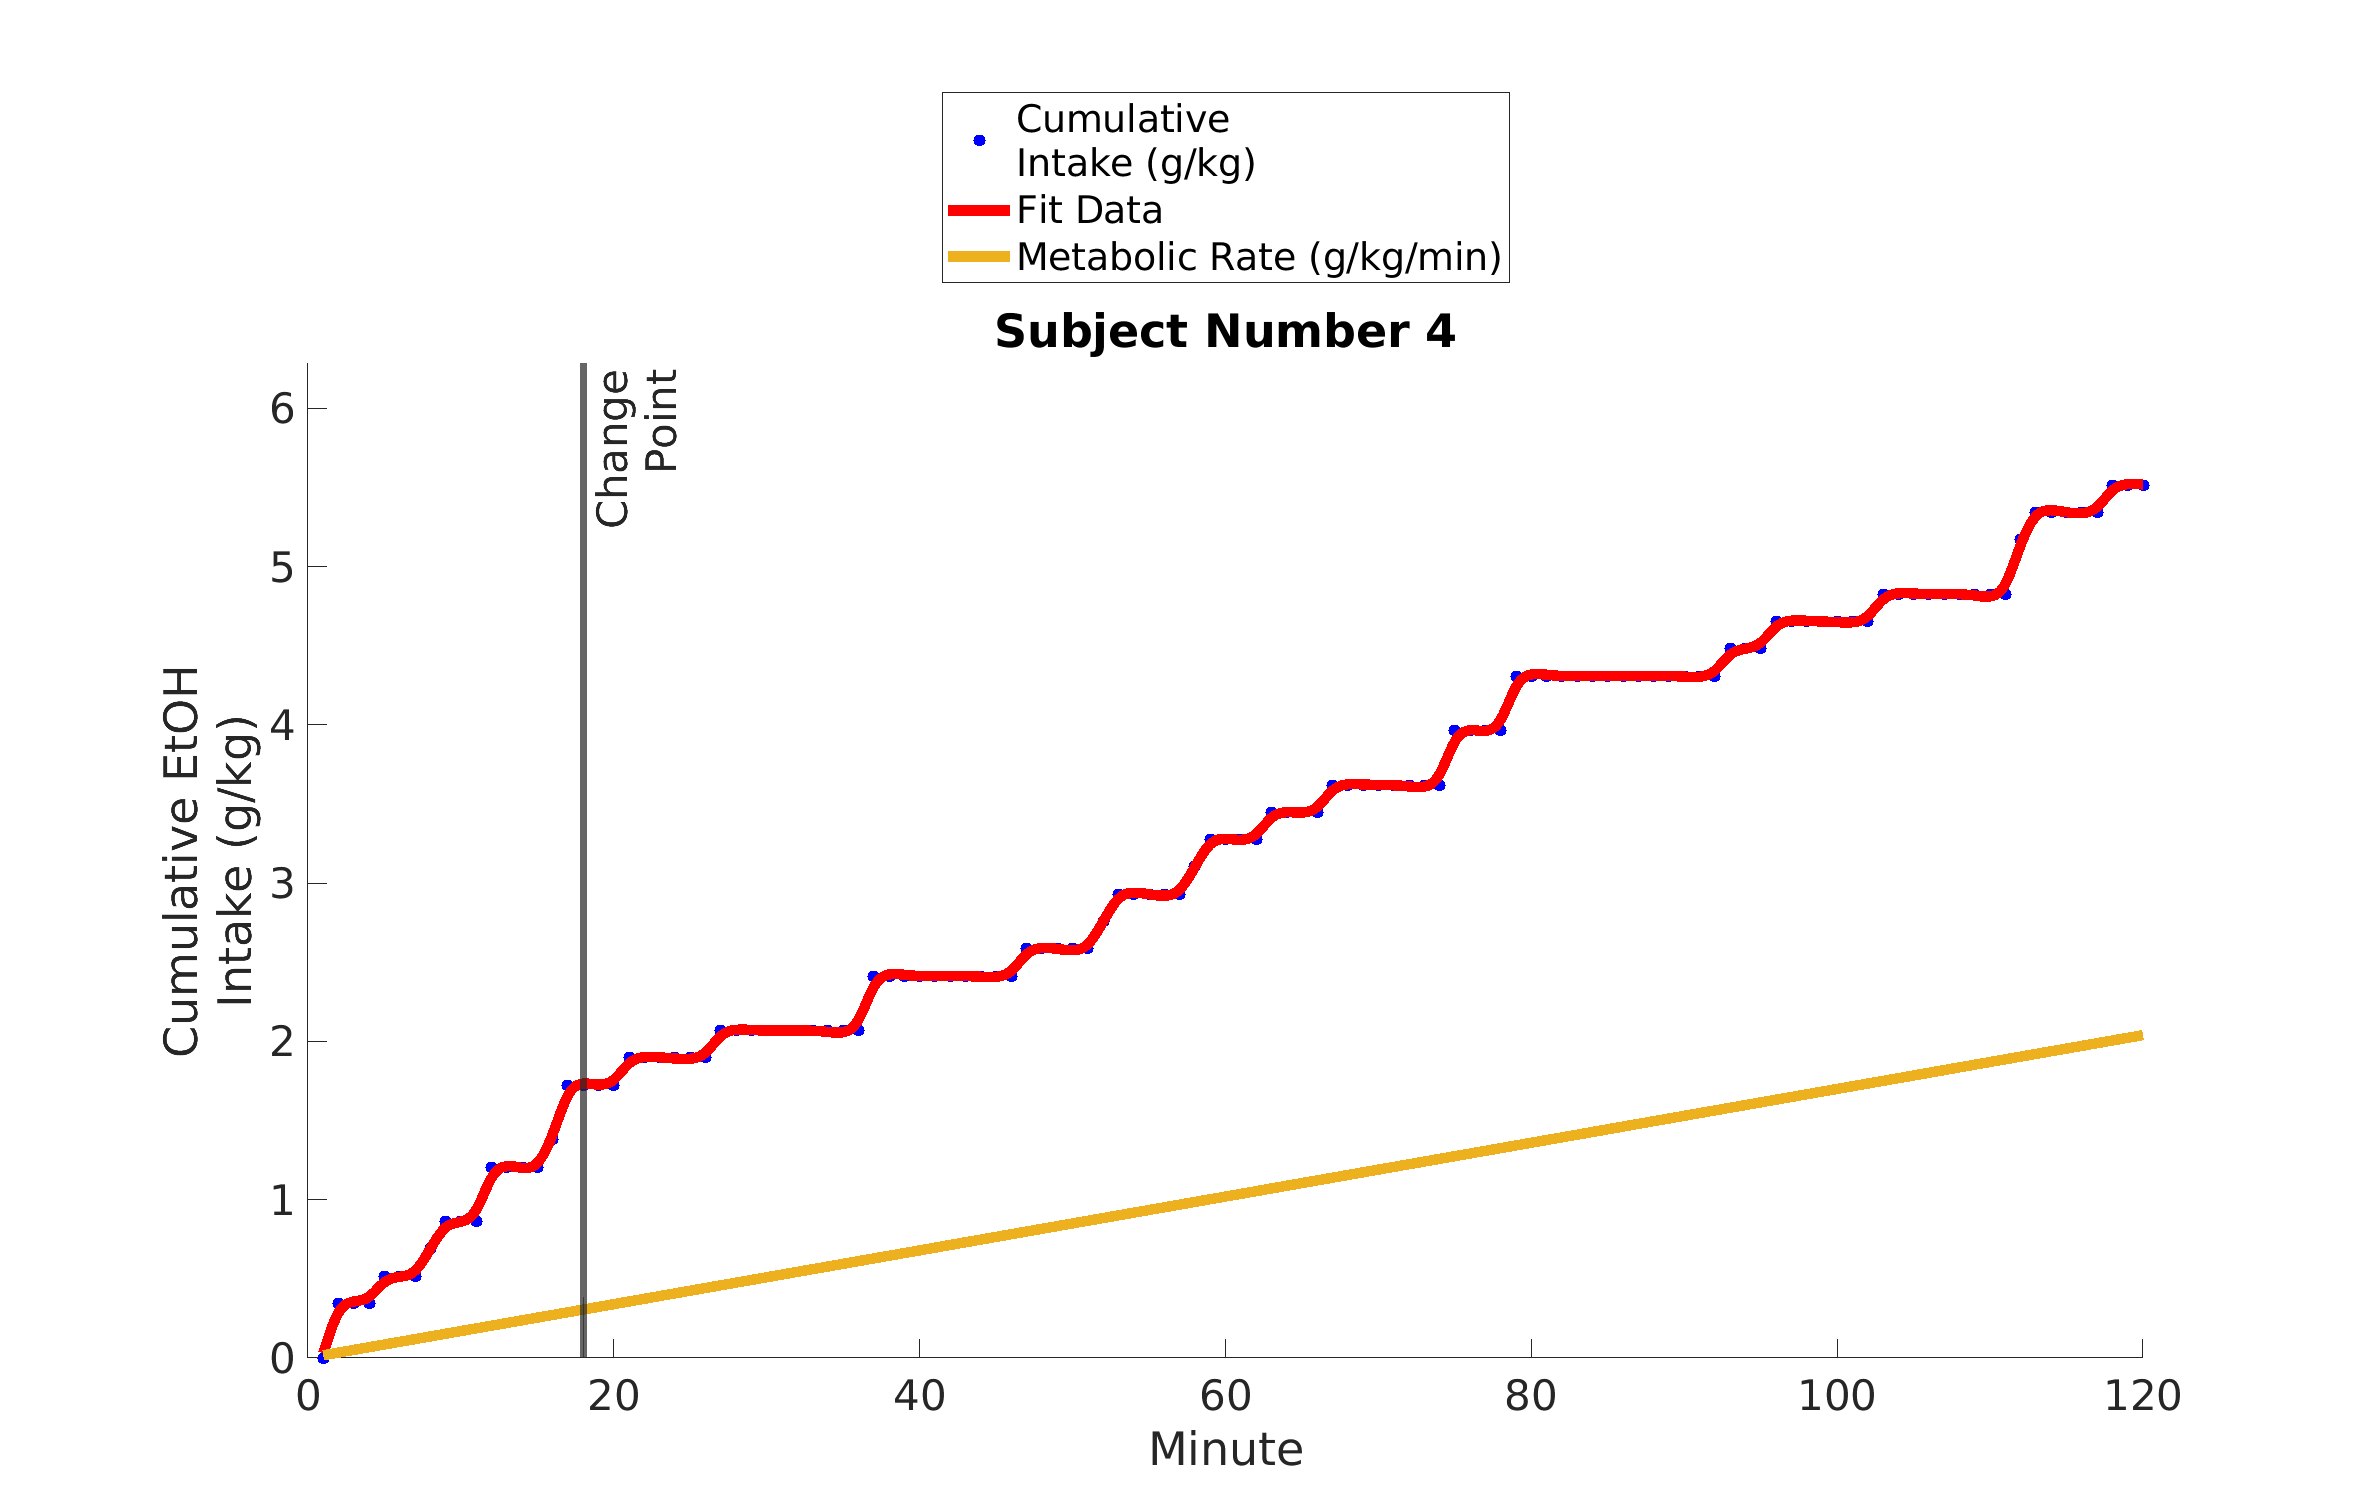 Cumulative
Intake (g/kg)
Fit Data
Metabolic Rate (g/kg/min)
Subject Number 4
Change
Point
Cumulative EtOH
Intake (g/kg)
6
5
4
3
2
1
0
0 20 40 60 80 100 120
Minute